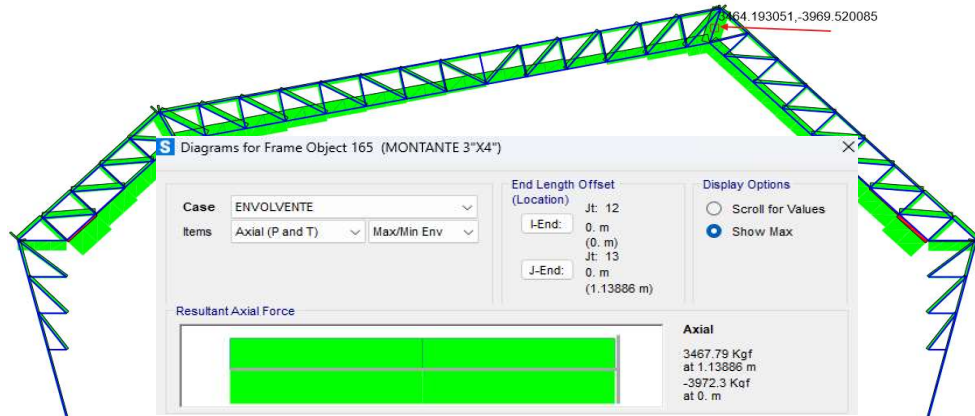 3464.193051,-3969.520085
S Diagrams for Frame Object 165 (MONTANTE 3"X4")
End Length Offset
(Location)
Display Options
Case ENVOLVENTE
Items Axial (P and T) Max/Min Env
I-End:
Jt: 12
0. m
(0. m)
J-End:
Jt: 13
0. m
(1.13886 m)
Scroll for Values
Show Max
Resultant Axial Force
Axial
3467.79 Kgf
at 1.13886 m
-3972.3 Kgf
at 0. m